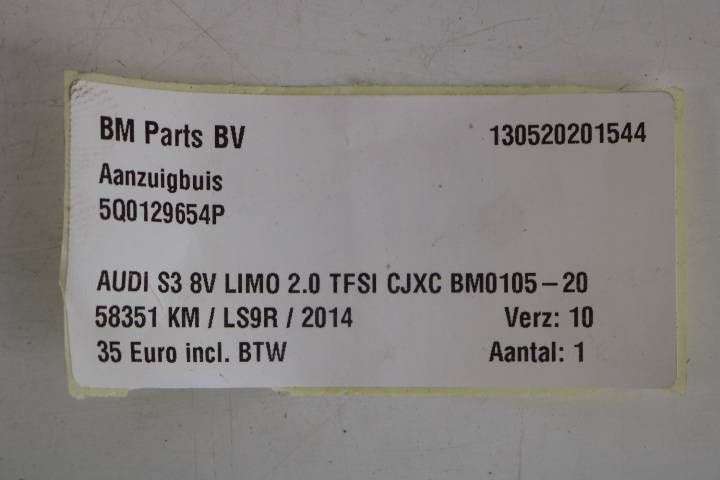 BM Parts BV 130520201544
Aanzuigbuis
5Q0129654P
AUDI S3 8V LIMO 2.0 TFSI CJXC BM0105-20
58351 KM / LS9R / 2014 Verz: 10
35 Euro incl. BTW Aantal: 1